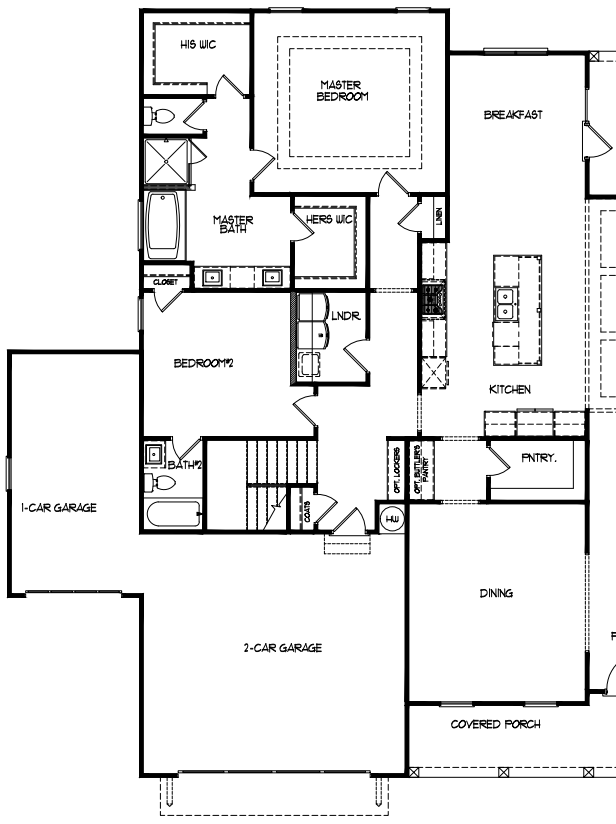 HIS WIC
MASTER
BEDROOM
BREAKFAST
MASTER
BATH
HERS WIC
LINEN
CLOSET
LNDR.
BEDROOM#2
KITCHEN
BATH#2
OPT. LOCKERS
OPT. BUTLER'S
PANTRY
PNTRY.
1-CAR GARAGE
COATS
HW
DINING
2-CAR GARAGE
COVERED PORCH